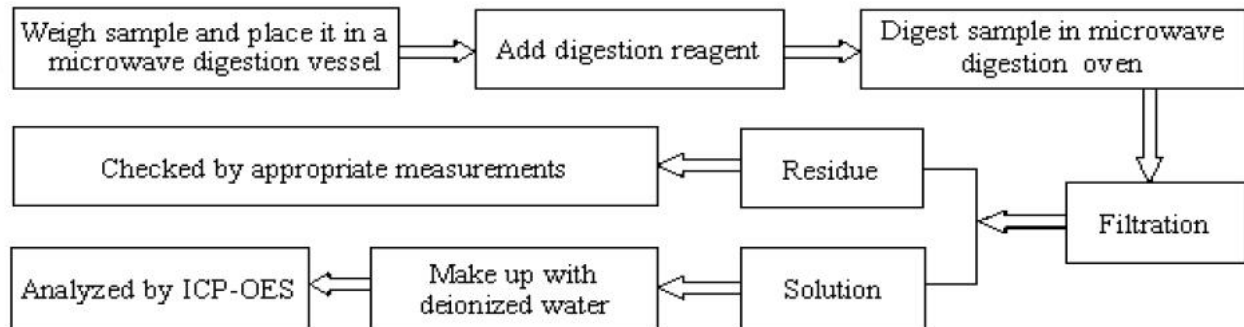 Weigh sample and place it in a
microwave digestion vessel
Add digestion reagent
Digest sample in microwave
digestion oven
Filtration
Residue
Checked by appropriate measurements
Solution
Make up with
deionized water
Analyzed by ICP-OES